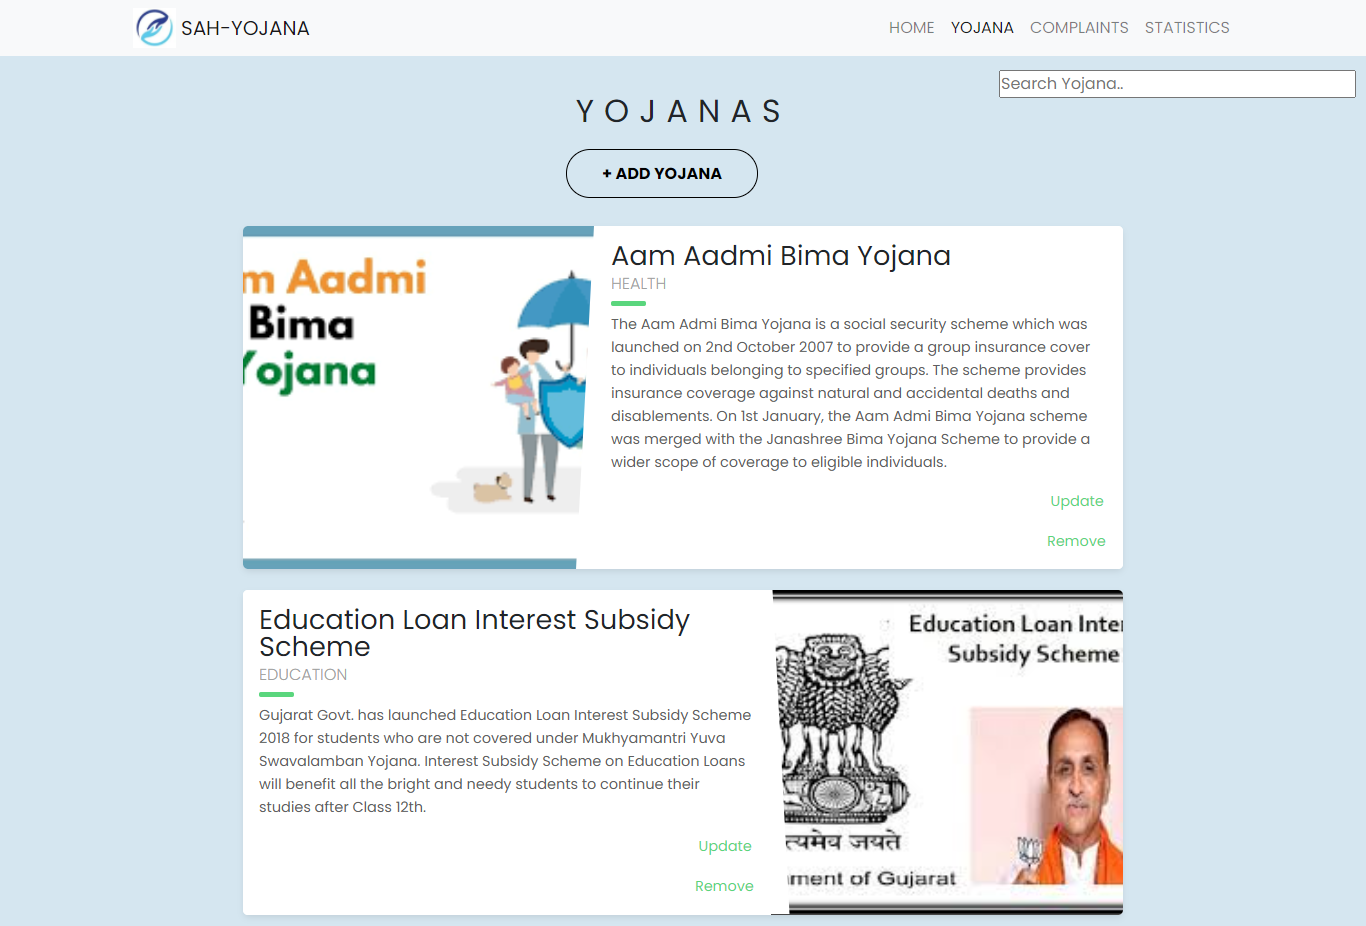 SAH-YOJANA
HOME YOJANA COMPLAINTS STATISTICS
Search Yojana..
YOJANAS
+ ADD YOJANA
m Aadmi
Bima
Yojana
Aam Aadmi Bima Yojana
HEALTH
The Aam Admi Bima Yojana is a social security scheme which was
launched on 2nd October 2007 to provide a group insurance cover
to individuals belonging to specified groups. The scheme provides
insurance coverage against natural and accidental deaths and
disablements. On 1st January, the Aam Admi Bima Yojana scheme
was merged with the Janashree Bima Yojana Scheme to provide a
wider scope of coverage to eligible individuals.
Update
Remove
Education Loan Interest Subsidy
Scheme
EDUCATION
Gujarat Govt. has launched Education Loan Interest Subsidy Scheme
2018 for students who are not covered under Mukhyamantri Yuva
Swavalamban Yojana. Interest Subsidy Scheme on Education Loans
will benefit all the bright and needy students to continue their
studies after Class 12th.
Update
Remove
Education Loan Inte
Subsidy Scheme
त्यमेव जयते
ment of Gujarat